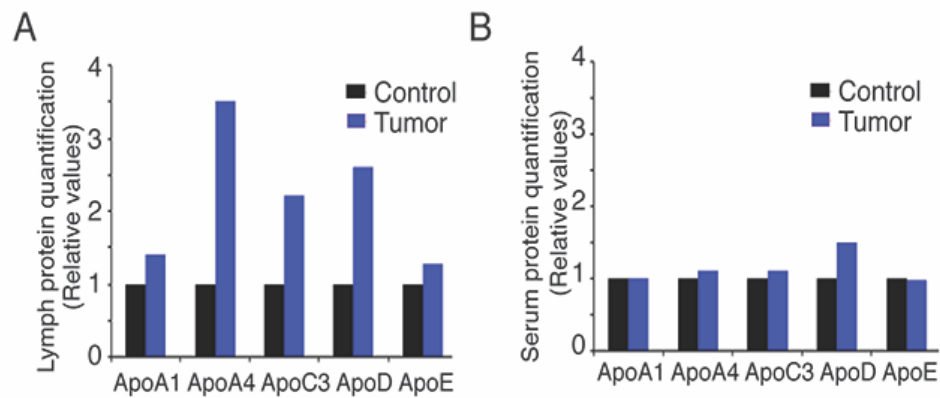 A
Lymph protein quantification
(Relative values)
4
3
2
1
0
Control
Tumor
ApoA1 ApoA4 ApoC3 ApoD ApoE
B
Serum protein quantification
(Relative values)
4
3
2
1
0
Control
Tumor
ApoA1 ApoA4 ApoC3 ApoD ApoE